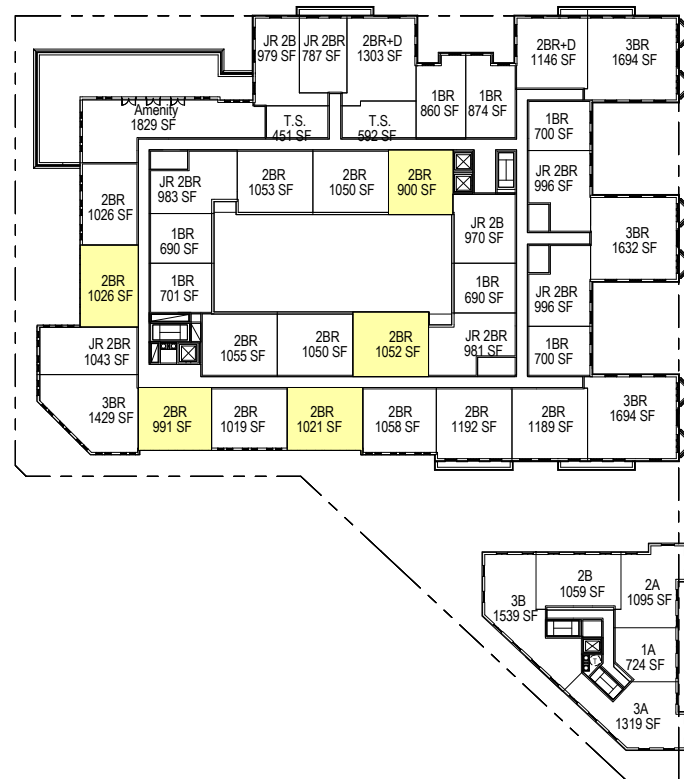 JR 2B
979 SF
JR 2BR
787 SF
2BR+D
1303 SF
2BR+D
1146 SF
3BR
1694 SF
1BR
860 SF
1BR
874 SF
Amenity
1829 SF
T.S.
451 SF
T.S.
592 SF
1BR
700 SF
JR 2BR
983 SF
2BR
1053 SF
2BR
1050 SF
2BR
900 SF
JR 2BR
996 SF
2BR
1026 SF
1BR
690 SF
JR 2B
970 SF
3BR
1632 SF
2BR
1026 SF
1BR
701 SF
1BR
690 SF
JR 2BR
996 SF
JR 2BR
1043 SF
2BR
1055 SF
2BR
1050 SF
2BR
1052 SF
JR 2BR
981 SF
1BR
700 SF
3BR
1429 SF
2BR
991 SF
2BR
1019 SF
2BR
1021 SF
2BR
1058 SF
2BR
1192 SF
2BR
1189 SF
3BR
1694 SF
2B
1059 SF
2A
1095 SF
3B
1539 SF
1A
724 SF
3A
1319 SF